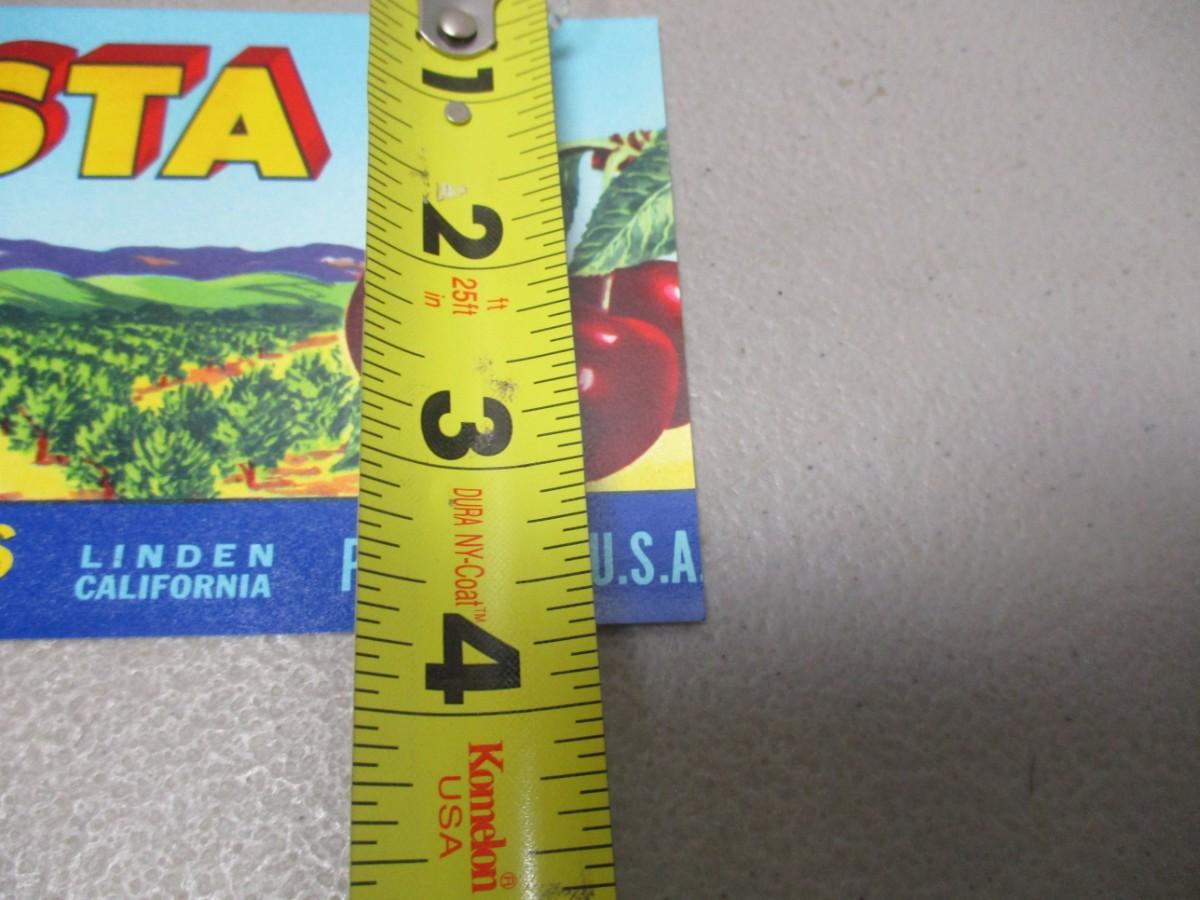 STA
1
2
ft
25ft
in
3
DURA NY-Coat™
S
LINDEN
CALIFORNIA
P
U.S.A.
4
Komelon®
USA